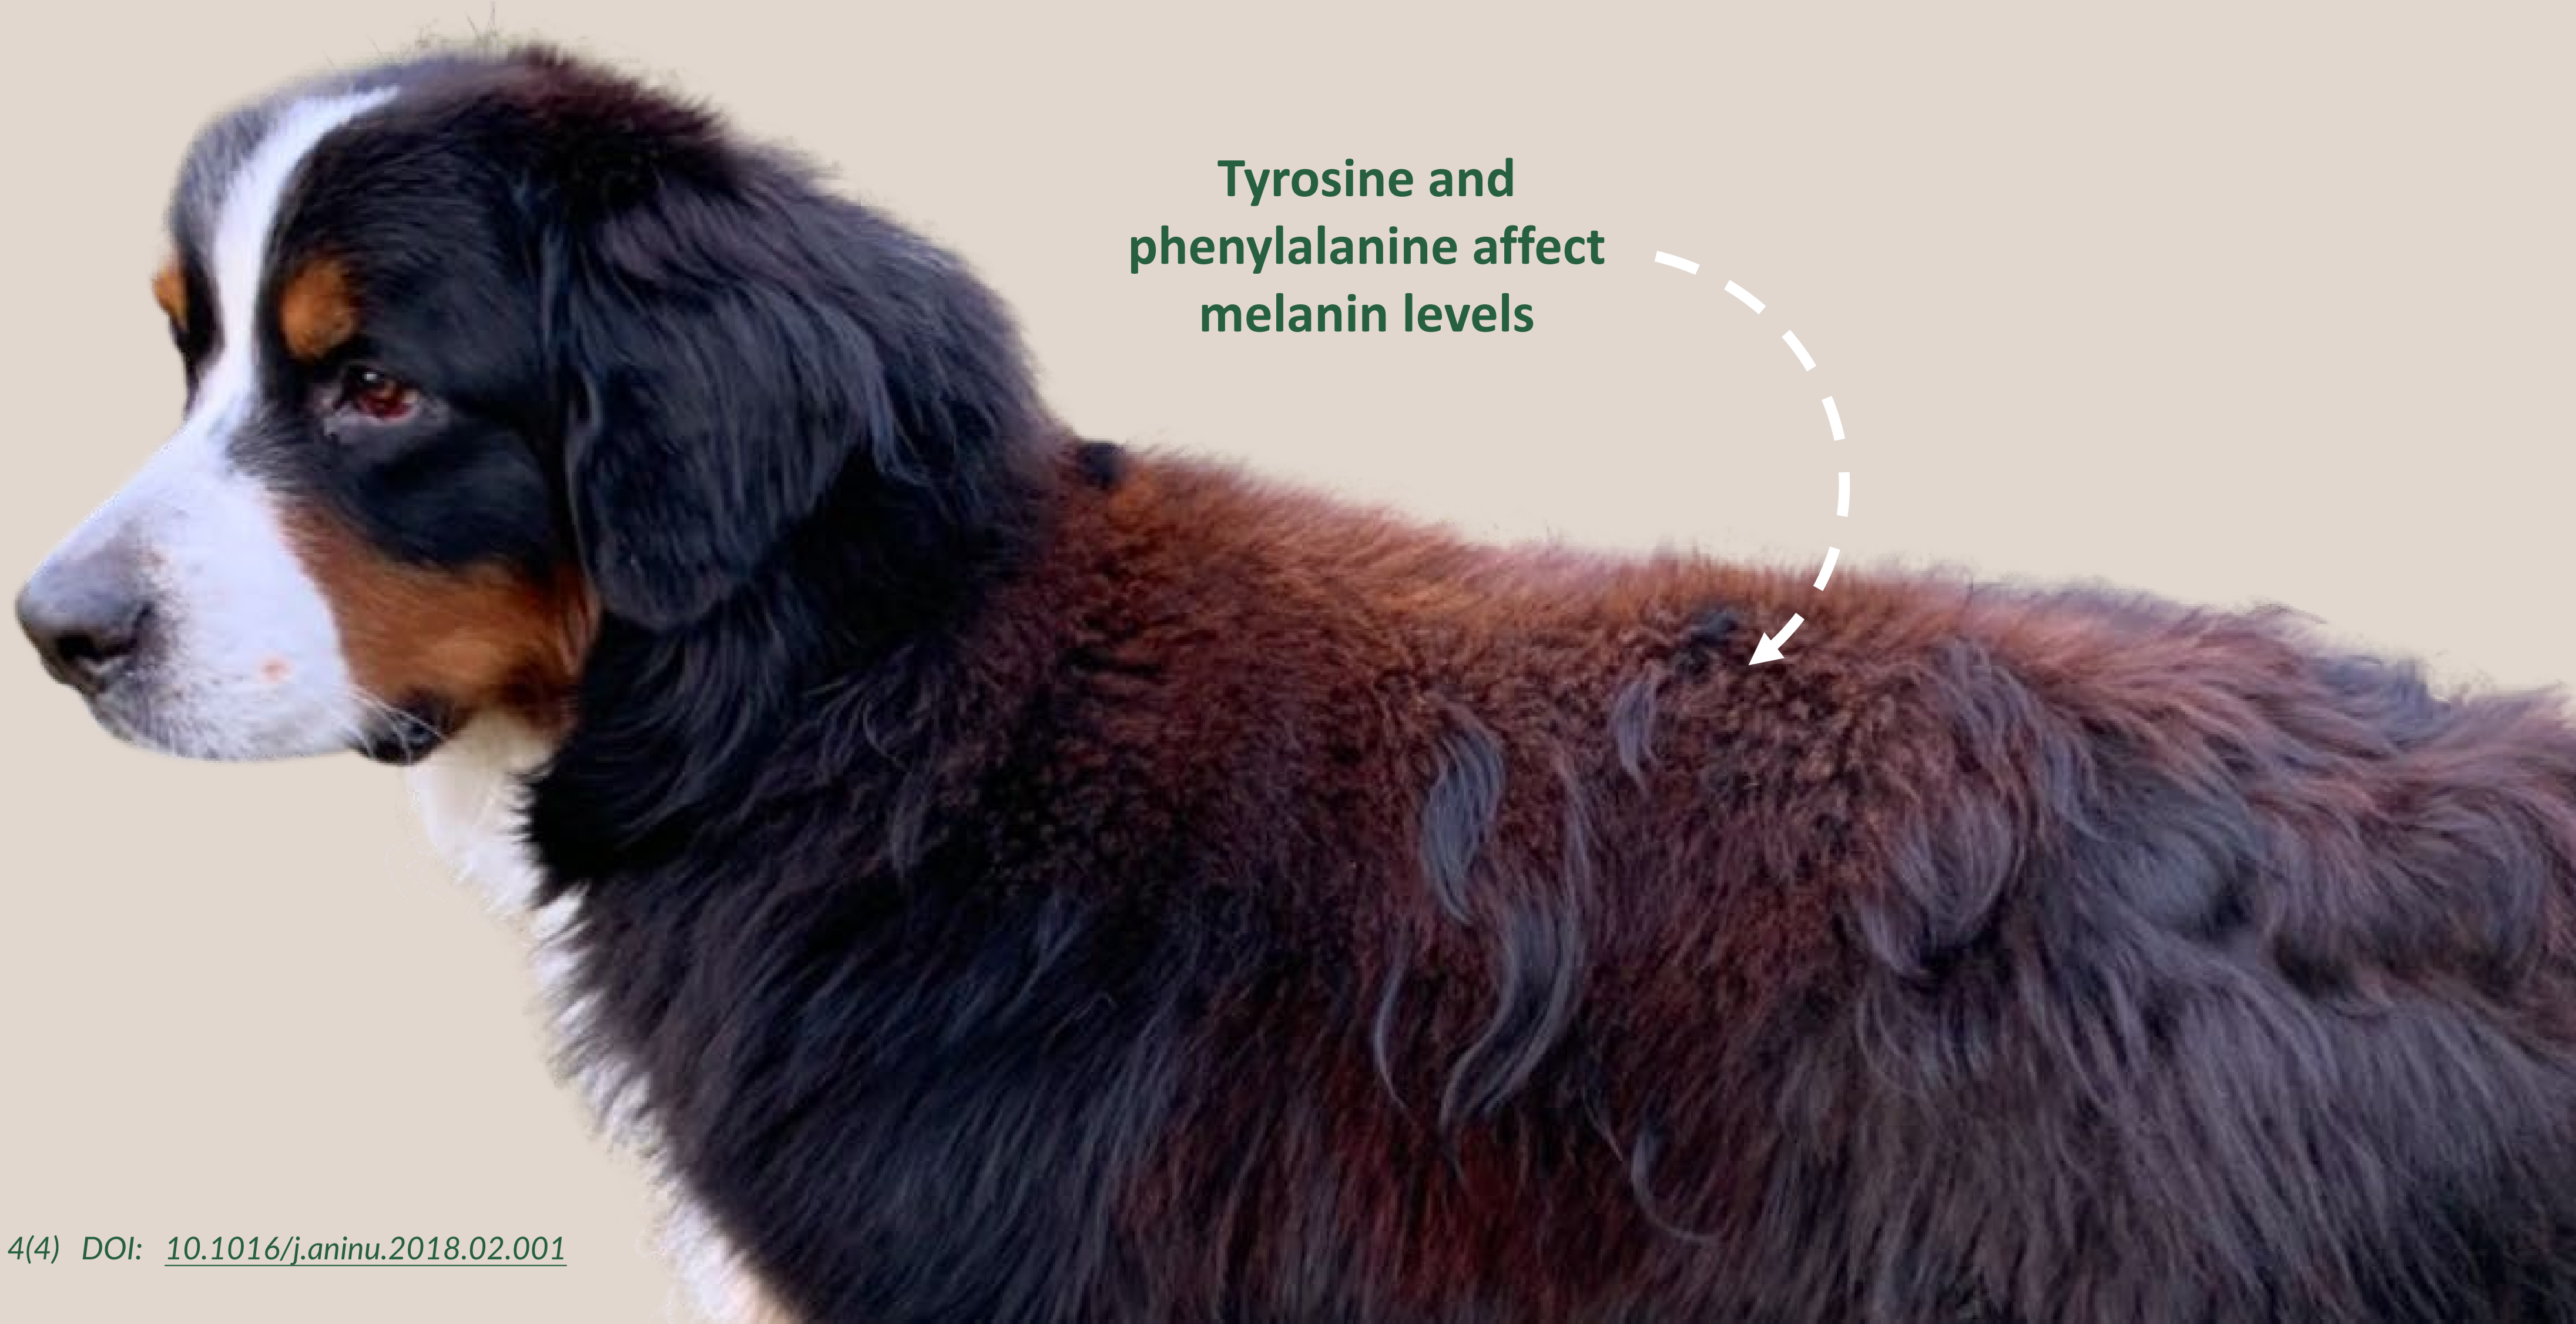 Tyrosine and
phenylalanine affect
melanin levels
4(4) DOI: 10.1016/j.aninu.2018.02.001